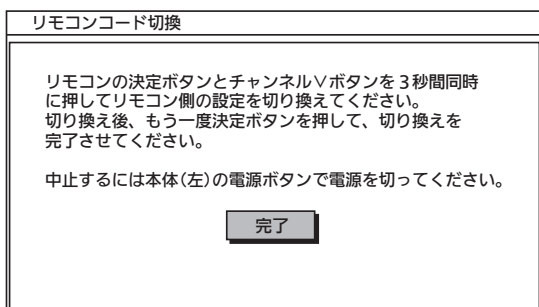 リモコンコード切換
リモコンの決定ボタンとチャンネル∨ボタンを3秒間同時
に押してリモコン側の設定を切り換えてください。
切り換え後、もう一度決定ボタンを押して、切り換えを
完了させてください。
中止するには本体(左)の電源ボタンで電源を切ってください。
完了